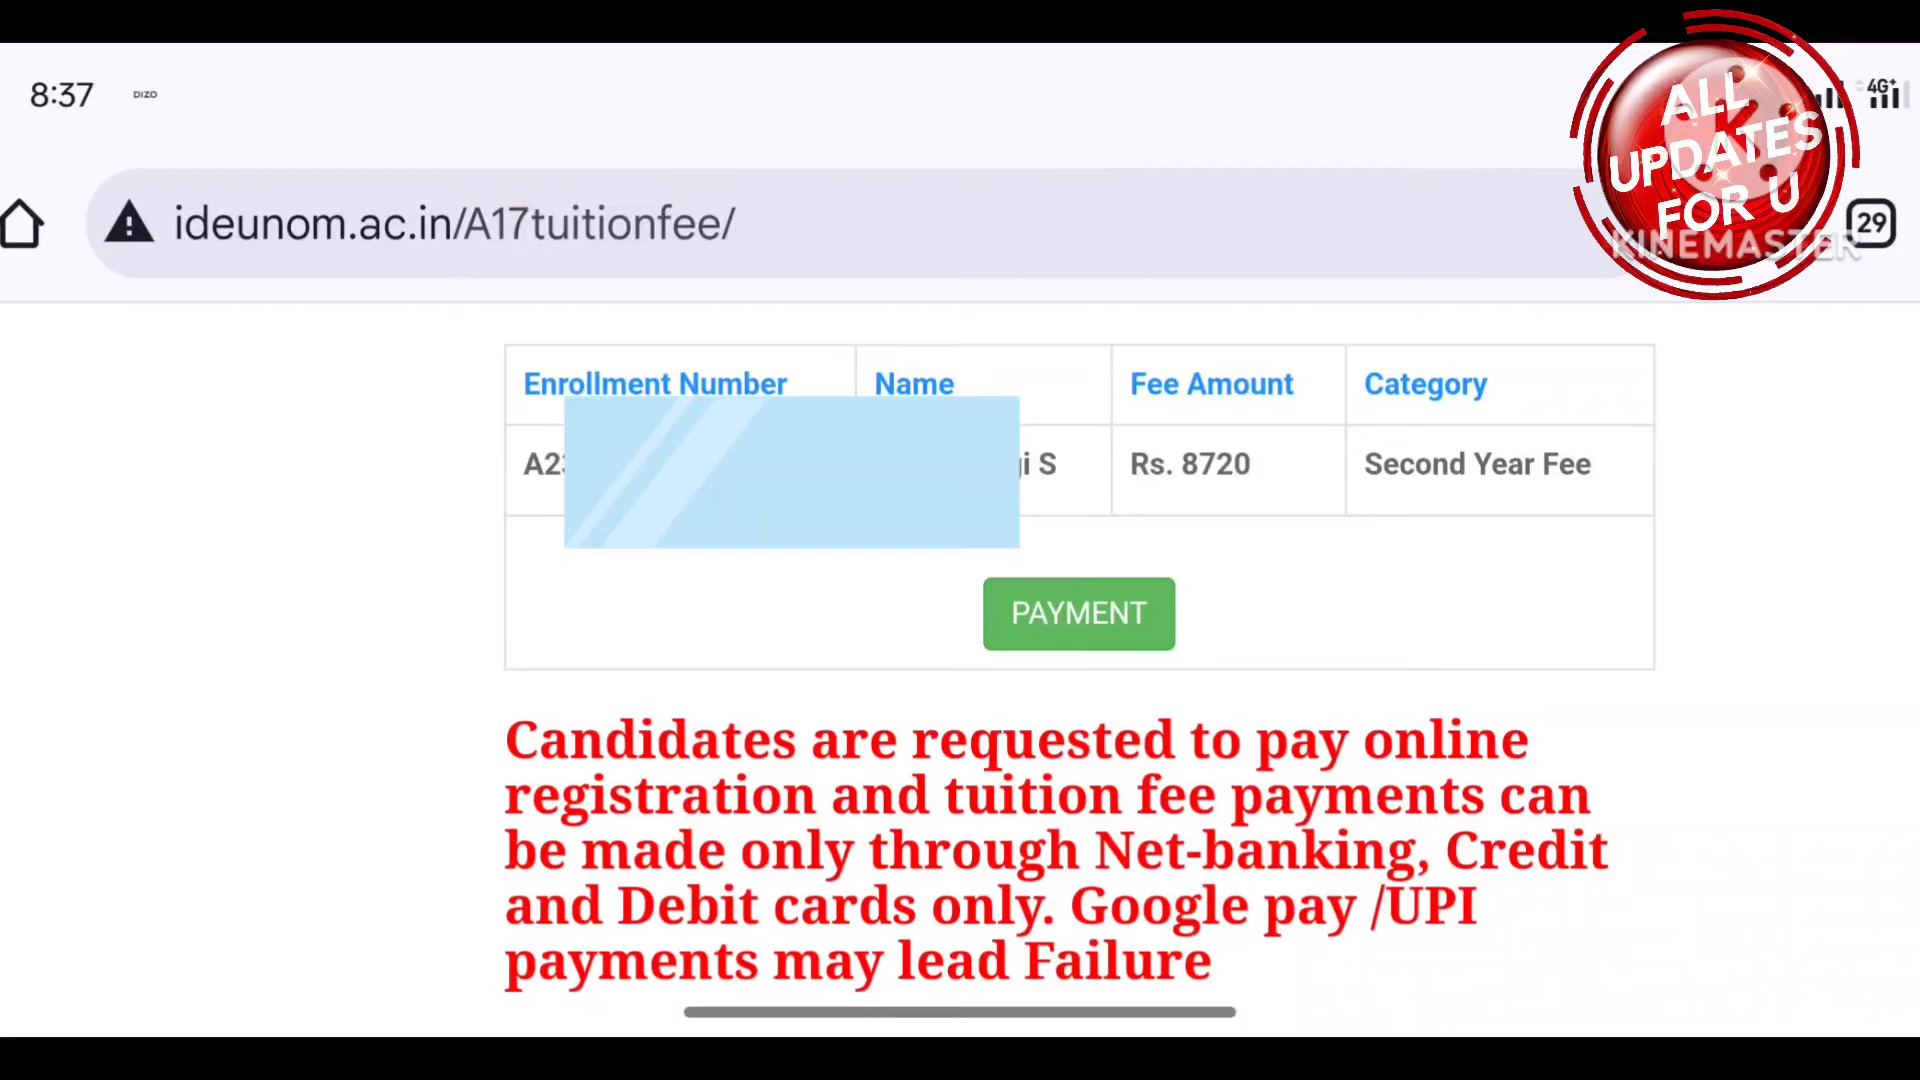 8:37 DIZO 4G+
ideunom.ac.in/A17tuitionfee/ 29
ALL
UPDATES
FOR U
KINEMASTER
Enrollment Number Name Fee Amount Category
A23 i S Rs. 8720 Second Year Fee
PAYMENT
Candidates are requested to pay online
registration and tuition fee payments can
be made only through Net-banking, Credit
and Debit cards only. Google pay /UPI
payments may lead Failure